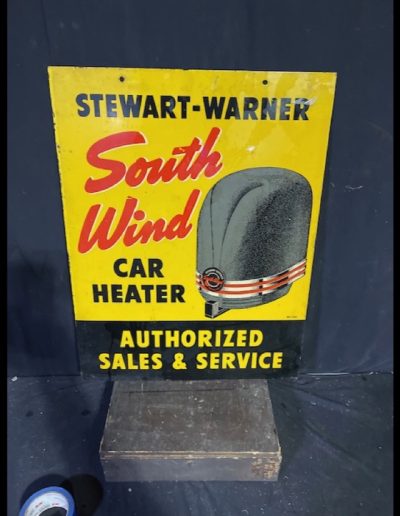 STEWART-WARNER
South
Wind
CAR
HEATER
AUTHORIZED
SALES & SERVICE